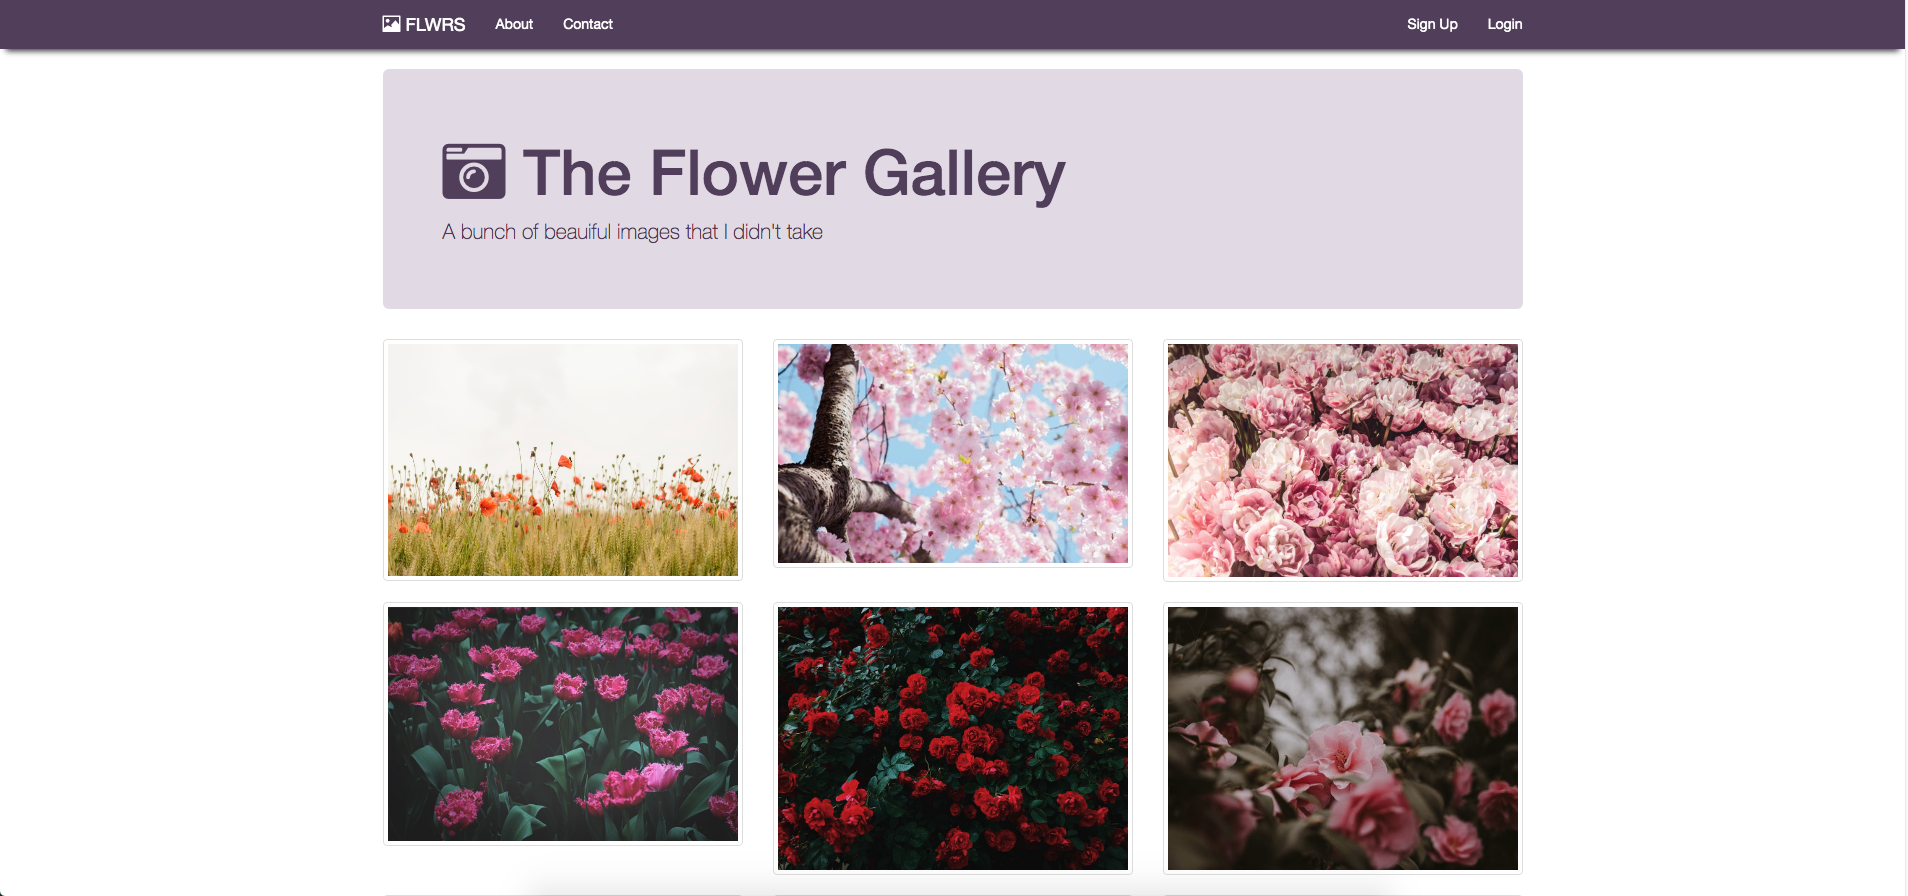 FLWRS About Contact Sign Up Login
The Flower Gallery
A bunch of beauiful images that I didn't take